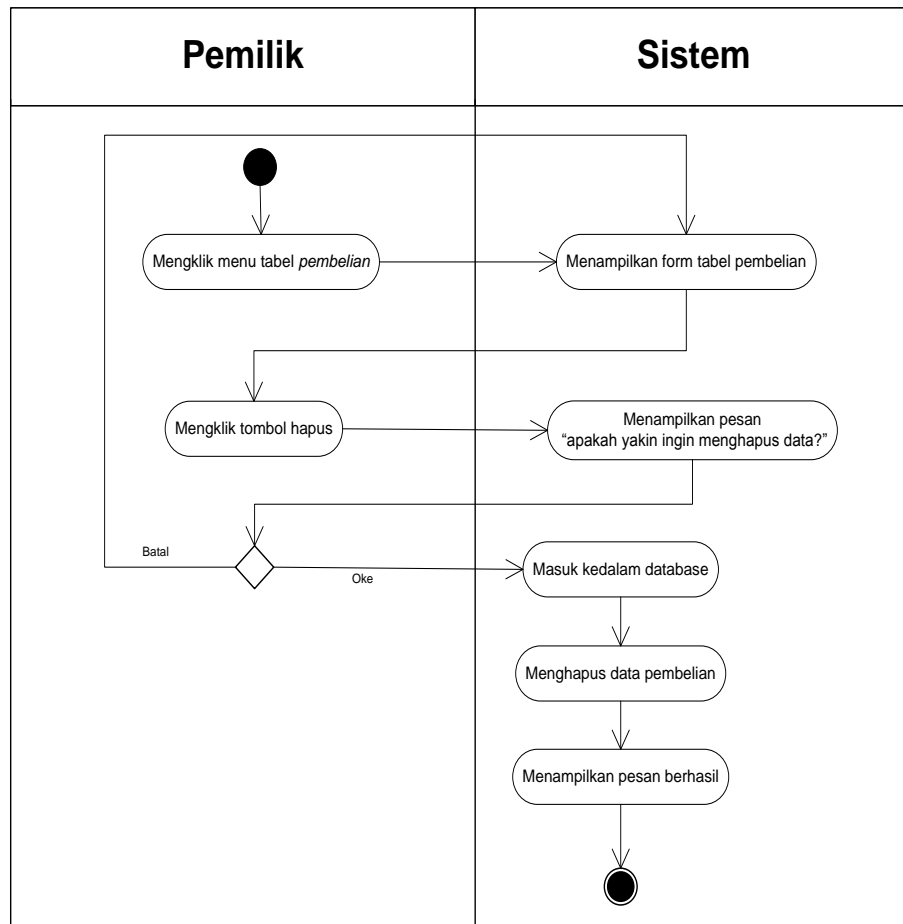 Pemilik
Sistem
Mengklik menu tabel pembelian
Menampilkan form tabel pembelian
Mengklik tombol hapus
Menampilkan pesan
“apakah yakin ingin menghapus data?”
Batal
Oke
Masuk kedalam database
Menghapus data pembelian
Menampilkan pesan berhasil